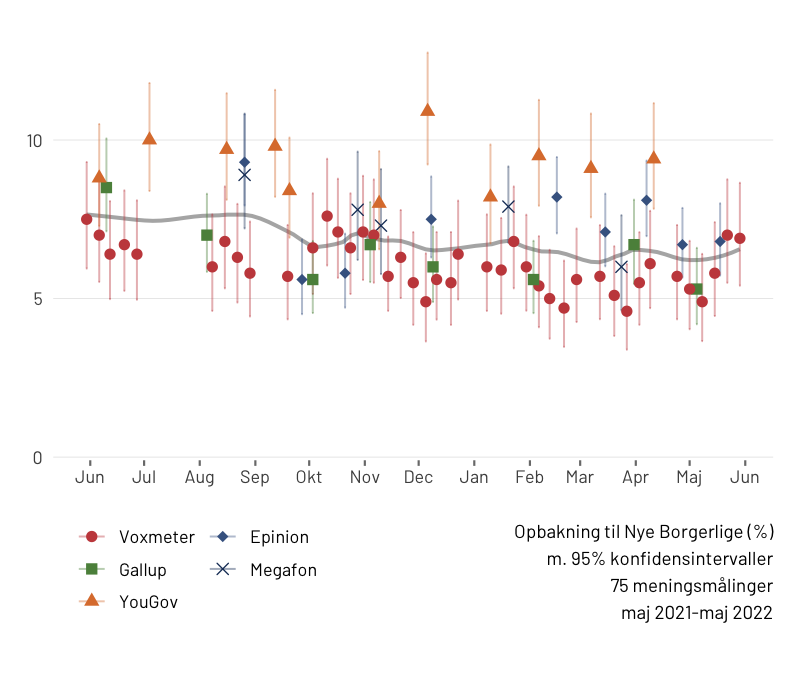 10
5
0
Jun Jul Aug Sep Okt Nov Dec Jan Feb Mar Apr Maj Jun
Voxmeter Epinion
Gallup Megafon
YouGov
Opbakning til Nye Borgerlige (%)
m. 95% konfidensintervaller
75 meningsmålinger
maj 2021-maj 2022